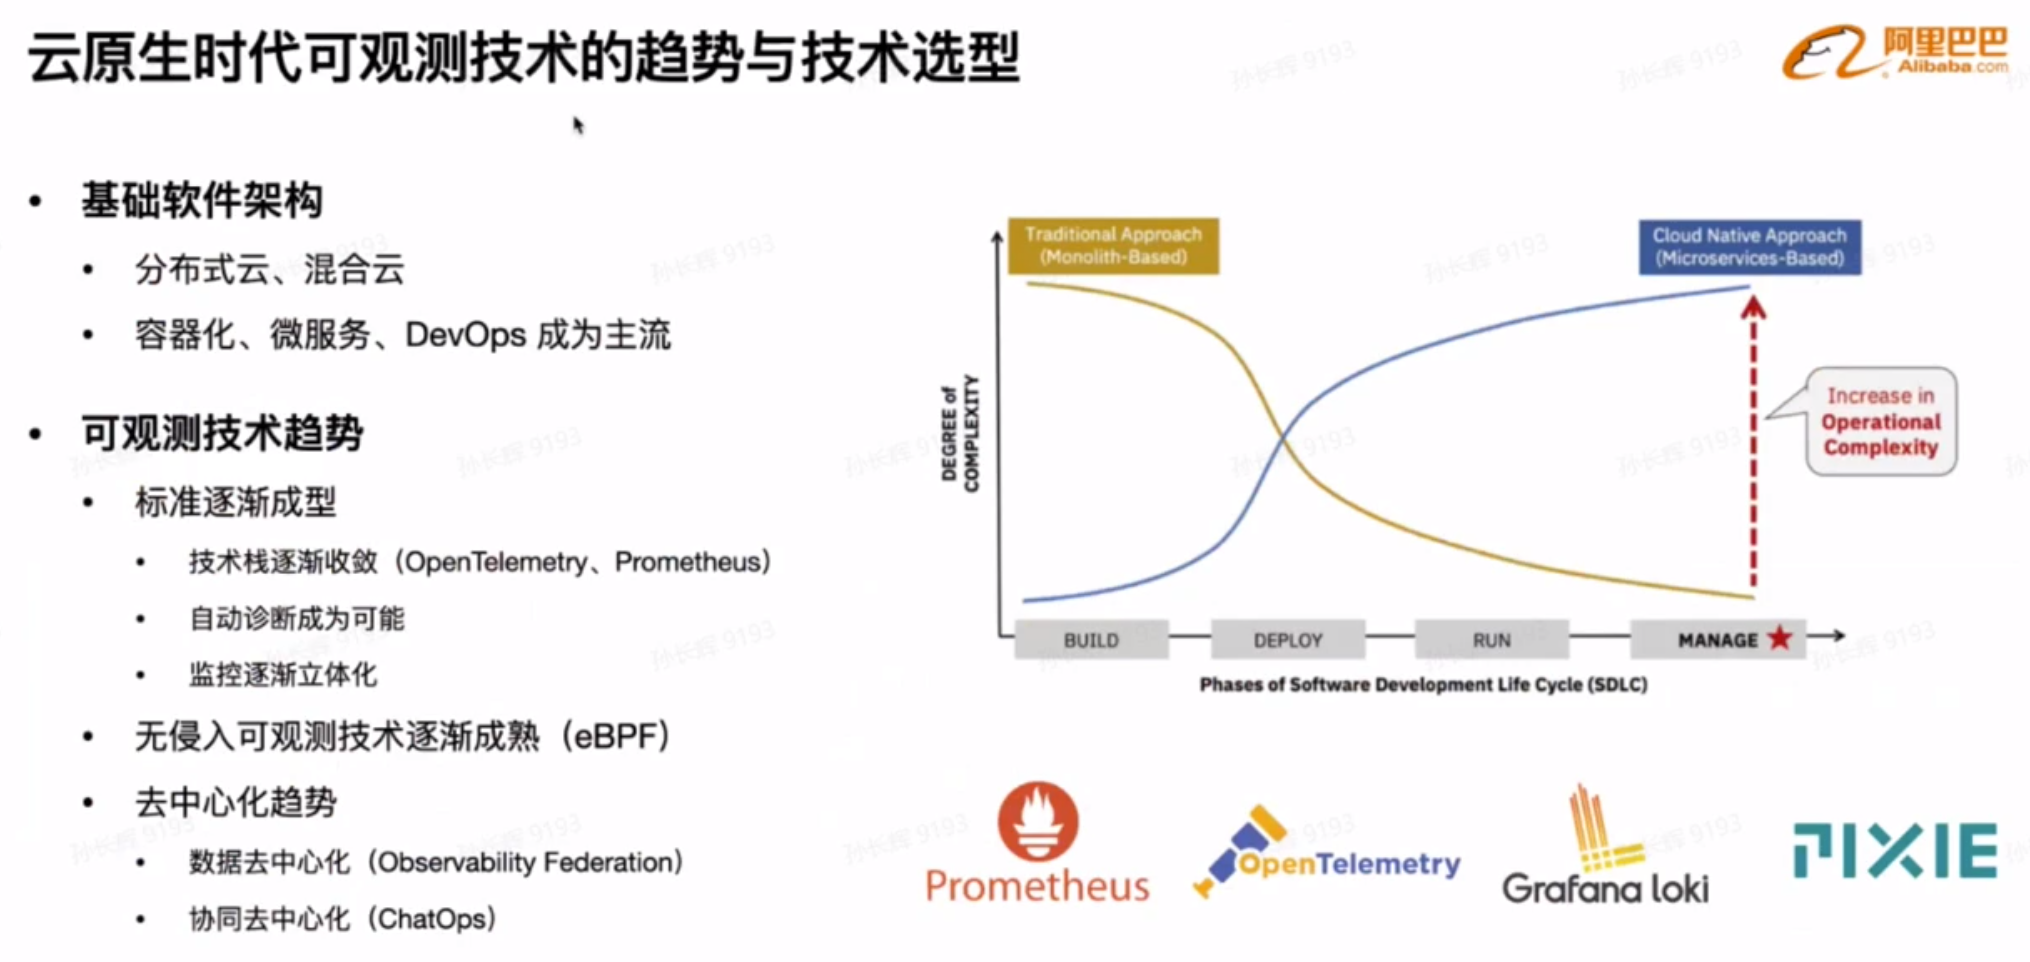 云原生时代可观测技术的趋势与技术选型
阿里巴巴
Alibaba.com
• 基础软件架构
• 分布式云、混合云
• 容器化、微服务、DevOps 成为主流
• 可观测技术趋势
• 标准逐渐成型
• 技术栈逐渐收敛（OpenTelemetry、Prometheus）
• 自动诊断成为可能
• 监控逐渐立体化
• 无侵入可观测技术逐渐成熟（eBPF）
• 去中心化趋势
• 数据去中心化（Observability Federation）
• 协同去中心化（ChatOps）
Traditional Approach
(Monolith-Based)
Cloud Native Approach
(Microservices-Based)
DEGREE of
COMPLEXITY
Increase in
Operational
Complexity
BUILD
DEPLOY
RUN
MANAGE
Phases of Software Development Life Cycle (SDLC)
Prometheus
OpenTelemetry
Grafana loki
PIXIE
孙长辉 9193